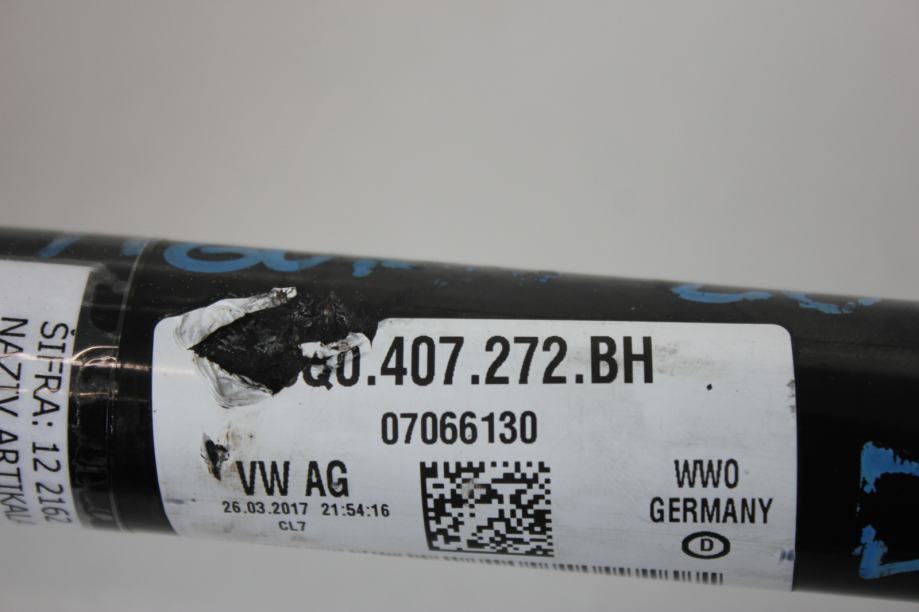 ŠIFRA: 12 2162
NAZIV ARTIKAL
Q0.407.272.BH
07066130
VW AG
26.03.2017 21:54:16
CL7
WWO
GERMANY
D